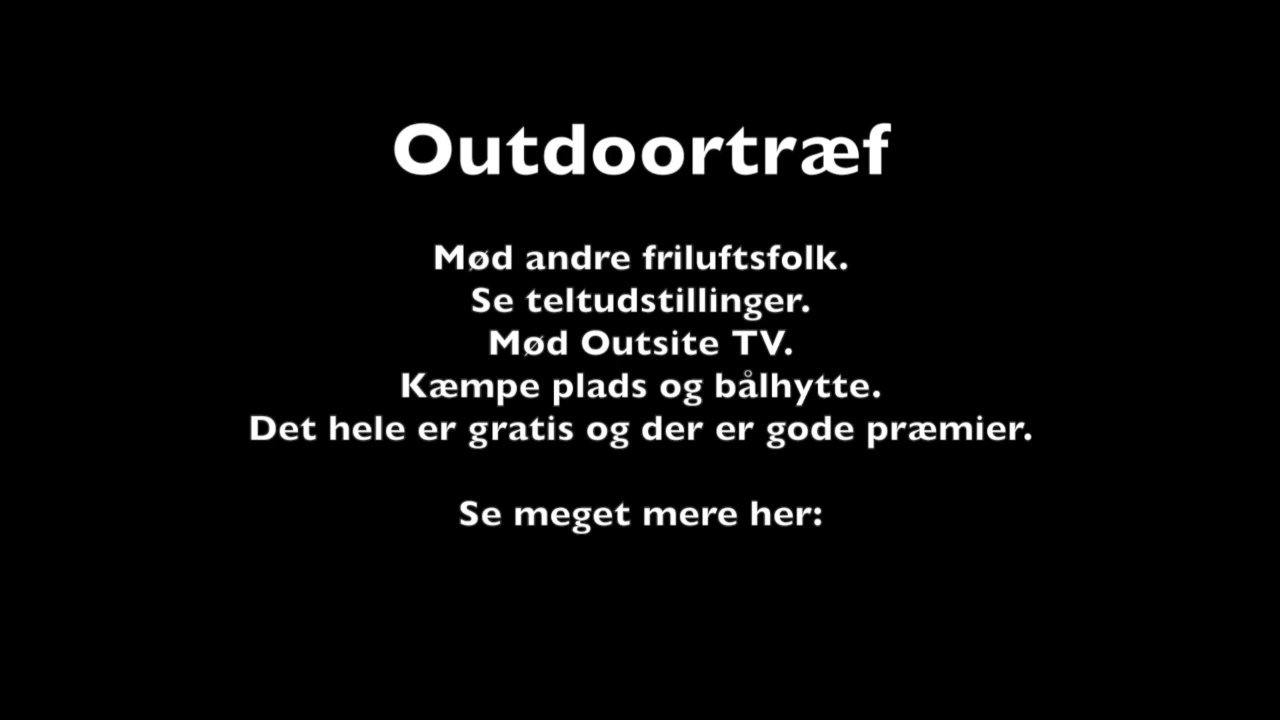 Outdoortræf
Mød andre friluftsfolk.
Se teltudstillinger.
Mød Outsite TV.
Kæmpe plads og bålhytte.
Det hele er gratis og der er gode præmier.
Se meget mere her: